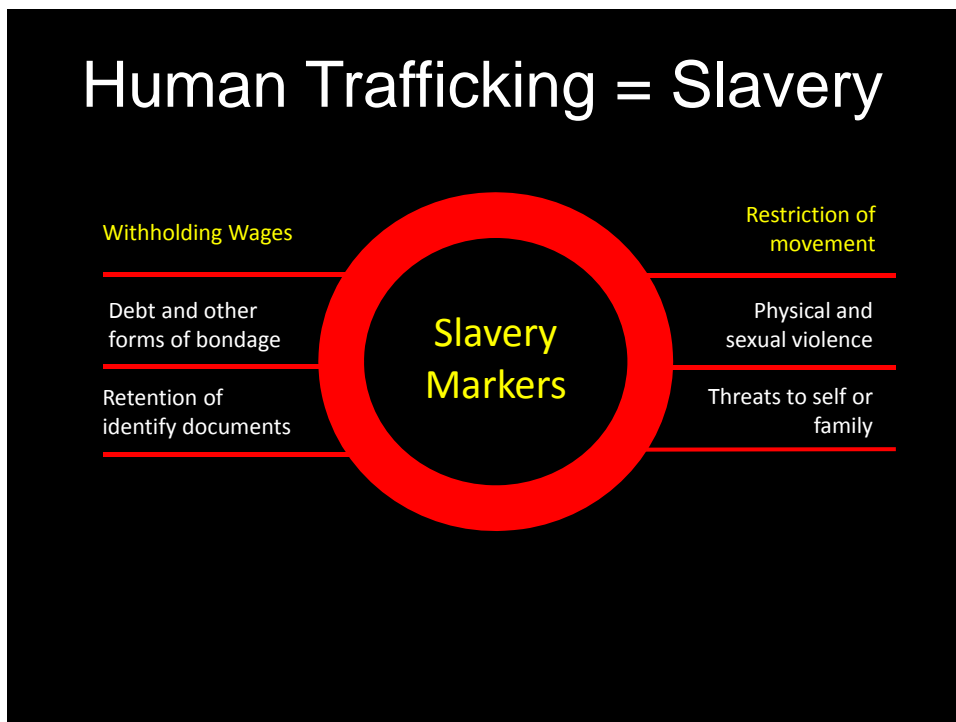 Human Trafficking = Slavery
Withholding Wages
Debt and other
forms of bondage
Retention of
identify documents
Slavery
Markers
Restriction of
movement
Physical and
sexual violence
Threats to self or
family